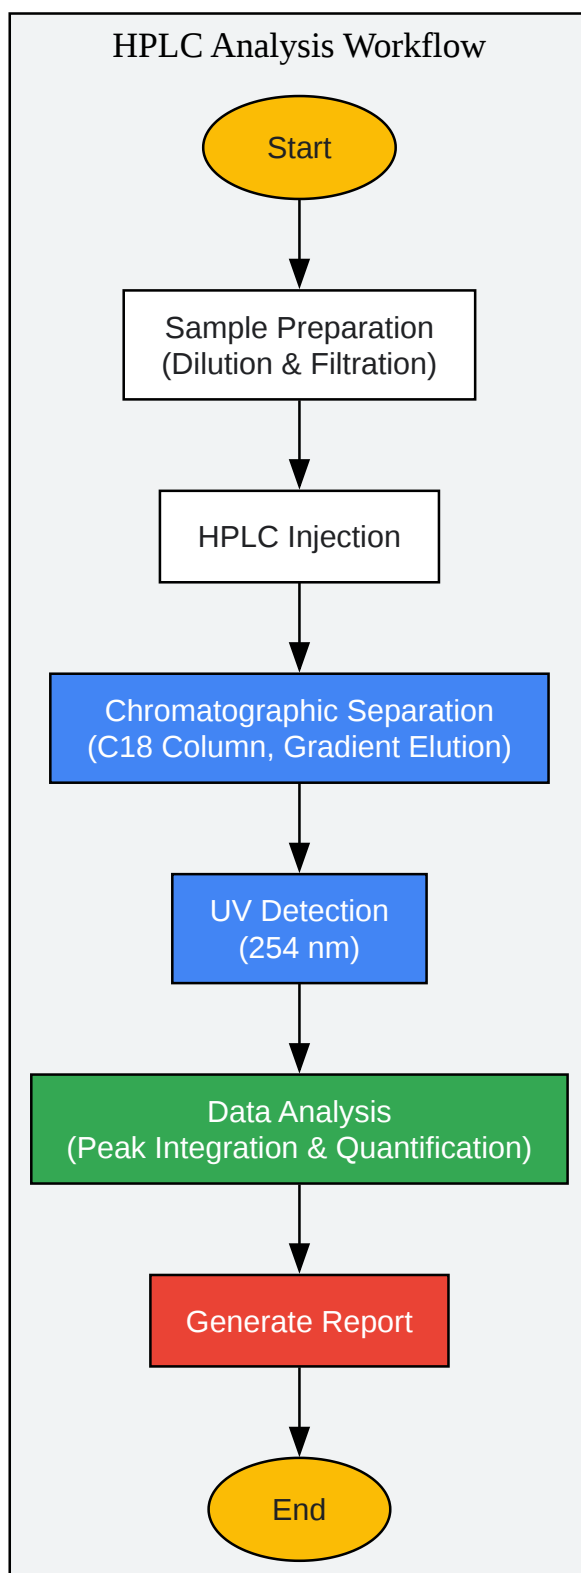 HPLC Analysis Workflow
Start
Sample Preparation
(Dilution & Filtration)
HPLC Injection
Chromatographic Separation
(C18 Column, Gradient Elution)
UV Detection
(254 nm)
Data Analysis
(Peak Integration & Quantification)
Generate Report
End